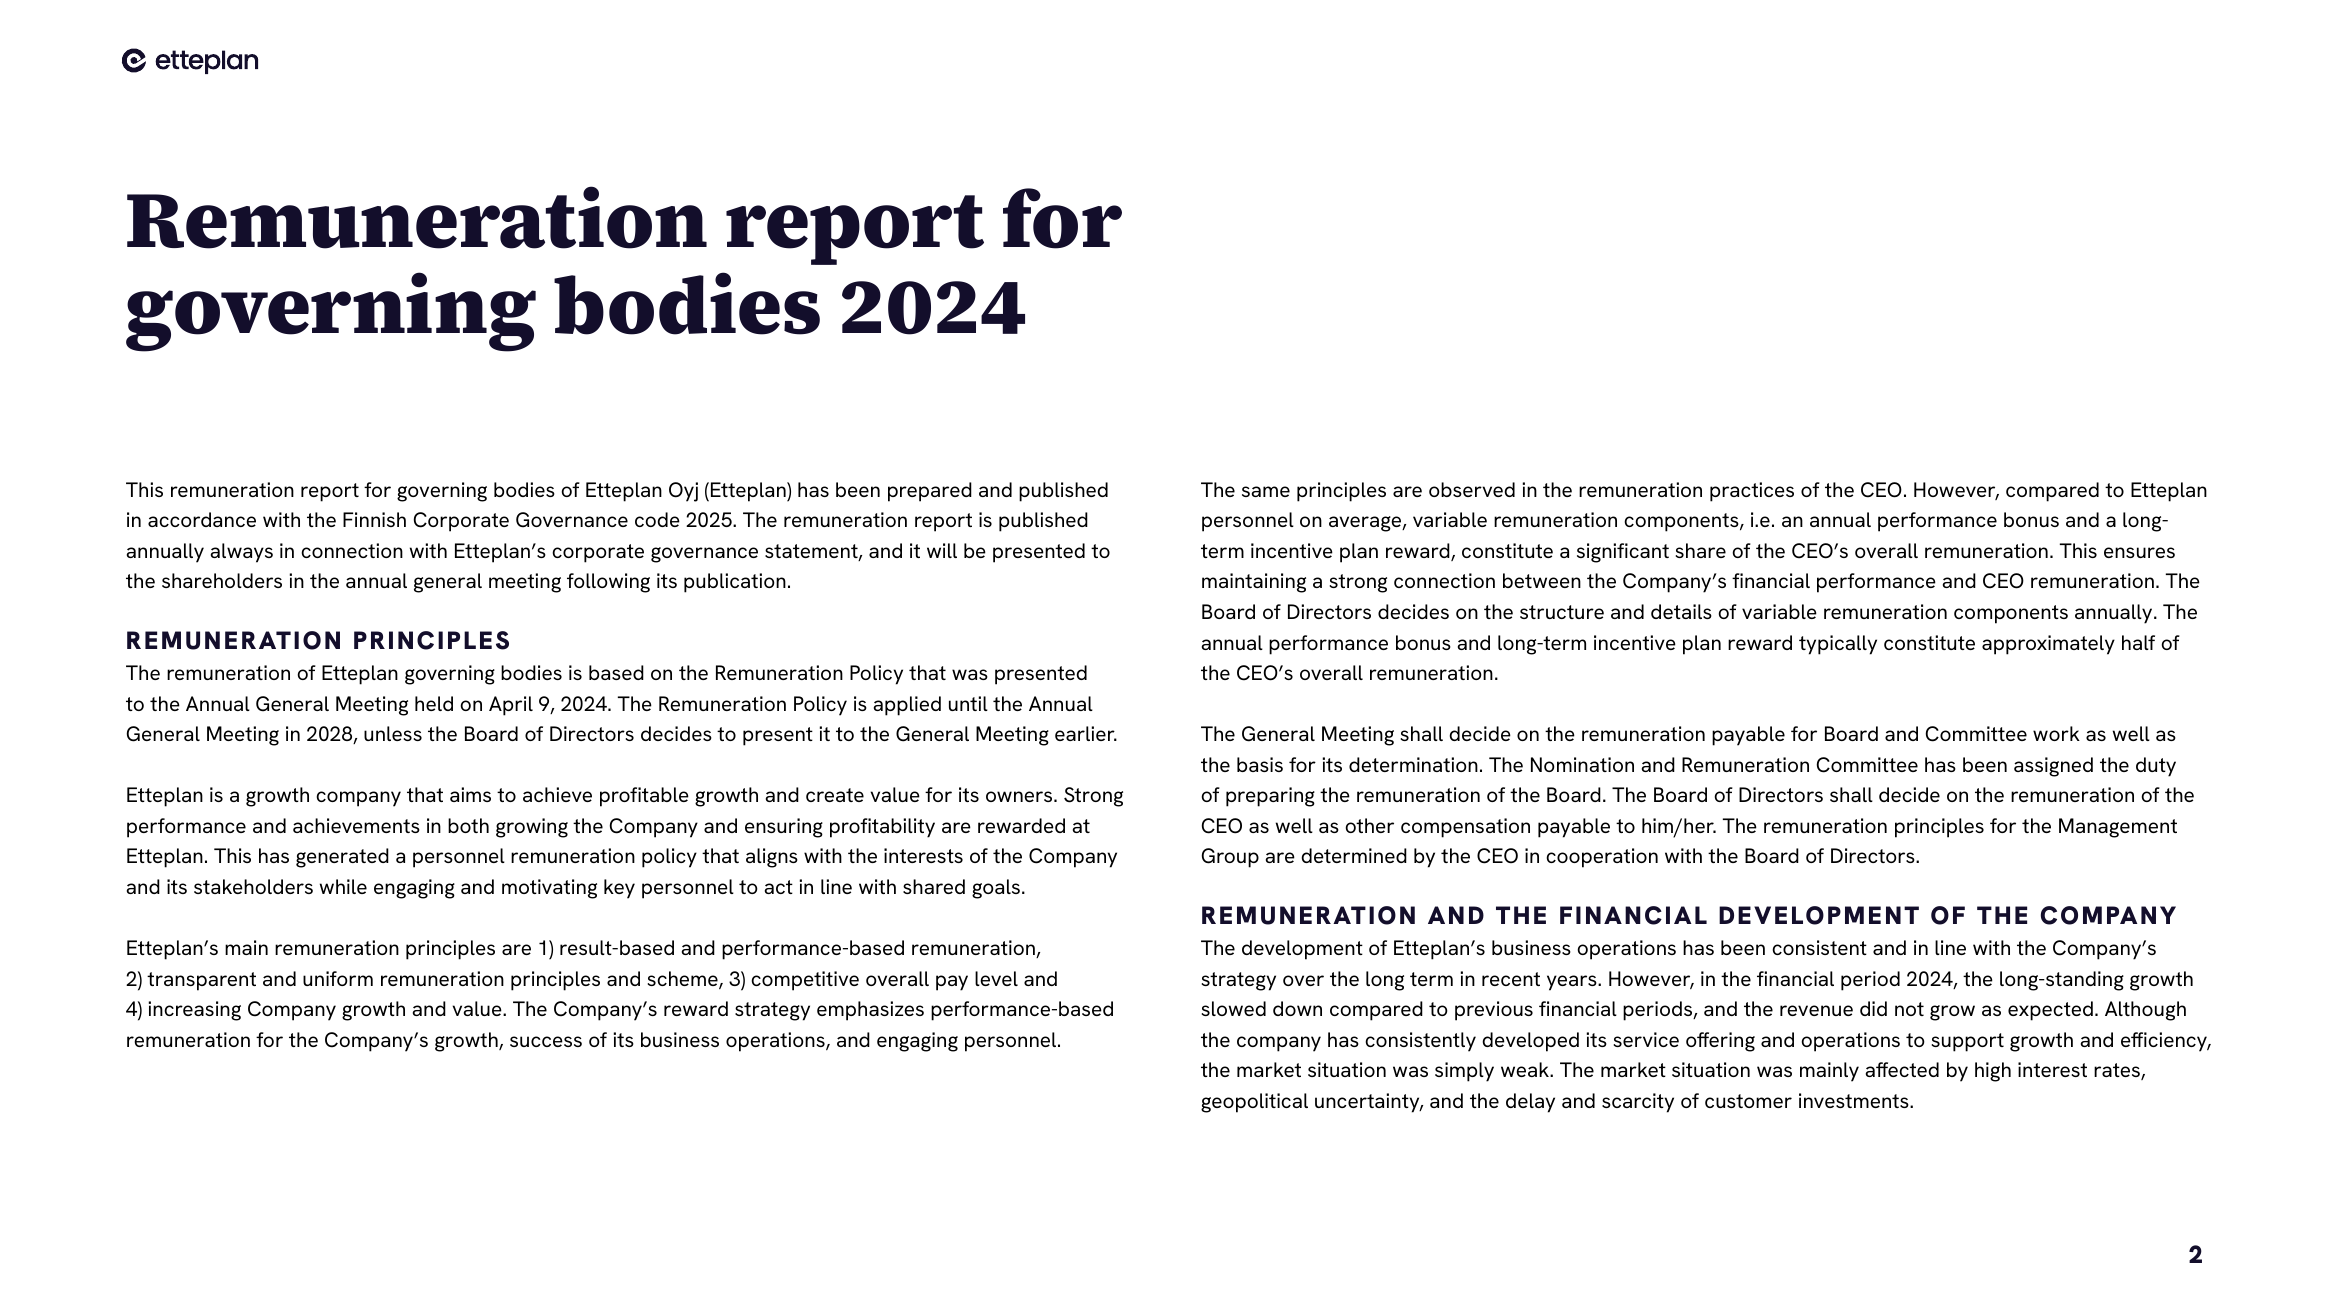 etteplan
Remuneration report for
governing bodies 2024
This remuneration report for governing bodies of Etteplan Oyj (Etteplan) has been prepared and published
in accordance with the Finnish Corporate Governance code 2025. The remuneration report is published
annually always in connection with Etteplan’s corporate governance statement, and it will be presented to
the shareholders in the annual general meeting following its publication.
REMUNERATION PRINCIPLES
The remuneration of Etteplan governing bodies is based on the Remuneration Policy that was presented
to the Annual General Meeting held on April 9, 2024. The Remuneration Policy is applied until the Annual
General Meeting in 2028, unless the Board of Directors decides to present it to the General Meeting earlier.
Etteplan is a growth company that aims to achieve profitable growth and create value for its owners. Strong
performance and achievements in both growing the Company and ensuring profitability are rewarded at
Etteplan. This has generated a personnel remuneration policy that aligns with the interests of the Company
and its stakeholders while engaging and motivating key personnel to act in line with shared goals.
Etteplan’s main remuneration principles are 1) result-based and performance-based remuneration,
2) transparent and uniform remuneration principles and scheme, 3) competitive overall pay level and
4) increasing Company growth and value. The Company’s reward strategy emphasizes performance-based
remuneration for the Company’s growth, success of its business operations, and engaging personnel.
The same principles are observed in the remuneration practices of the CEO. However, compared to Etteplan
personnel on average, variable remuneration components, i.e. an annual performance bonus and a long-
term incentive plan reward, constitute a significant share of the CEO’s overall remuneration. This ensures
maintaining a strong connection between the Company’s financial performance and CEO remuneration. The
Board of Directors decides on the structure and details of variable remuneration components annually. The
annual performance bonus and long-term incentive plan reward typically constitute approximately half of
the CEO’s overall remuneration.
The General Meeting shall decide on the remuneration payable for Board and Committee work as well as
the basis for its determination. The Nomination and Remuneration Committee has been assigned the duty
of preparing the remuneration of the Board. The Board of Directors shall decide on the remuneration of the
CEO as well as other compensation payable to him/her. The remuneration principles for the Management
Group are determined by the CEO in cooperation with the Board of Directors.
REMUNERATION AND THE FINANCIAL DEVELOPMENT OF THE COMPANY
The development of Etteplan’s business operations has been consistent and in line with the Company’s
strategy over the long term in recent years. However, in the financial period 2024, the long-standing growth
slowed down compared to previous financial periods, and the revenue did not grow as expected. Although
the company has consistently developed its service offering and operations to support growth and efficiency,
the market situation was simply weak. The market situation was mainly affected by high interest rates,
geopolitical uncertainty, and the delay and scarcity of customer investments.
2